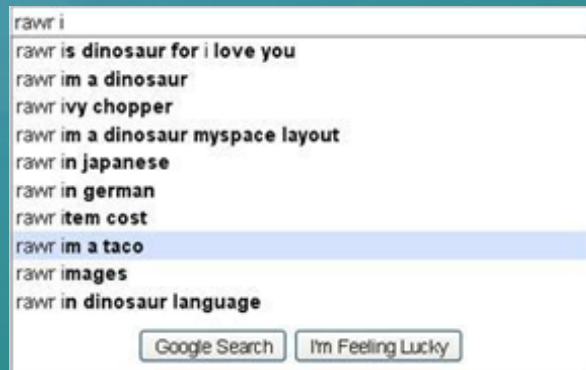 rawr i
rawr is dinosaur for i love you
rawr im a dinosaur
rawr ivy chopper
rawr im a dinosaur myspace layout
rawr in japanese
rawr in german
rawr item cost
rawr im a taco
rawr images
rawr in dinosaur language
Google Search I'm Feeling Lucky